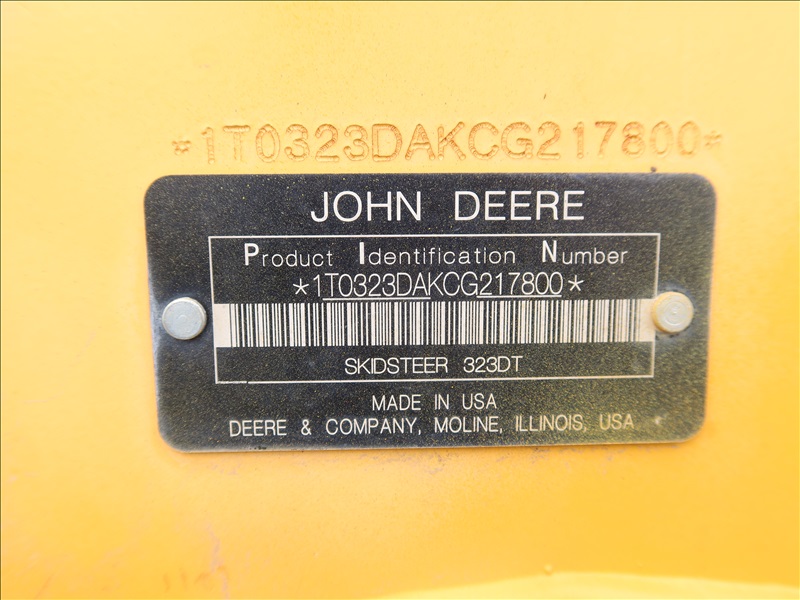 *1T0323DAKCG217800*
JOHN DEERE
Product Identification Number
*1T0323DAKCG217800*
SKIDSTEER 323DT
MADE IN USA
DEERE & COMPANY, MOLINE, ILLINOIS, USA